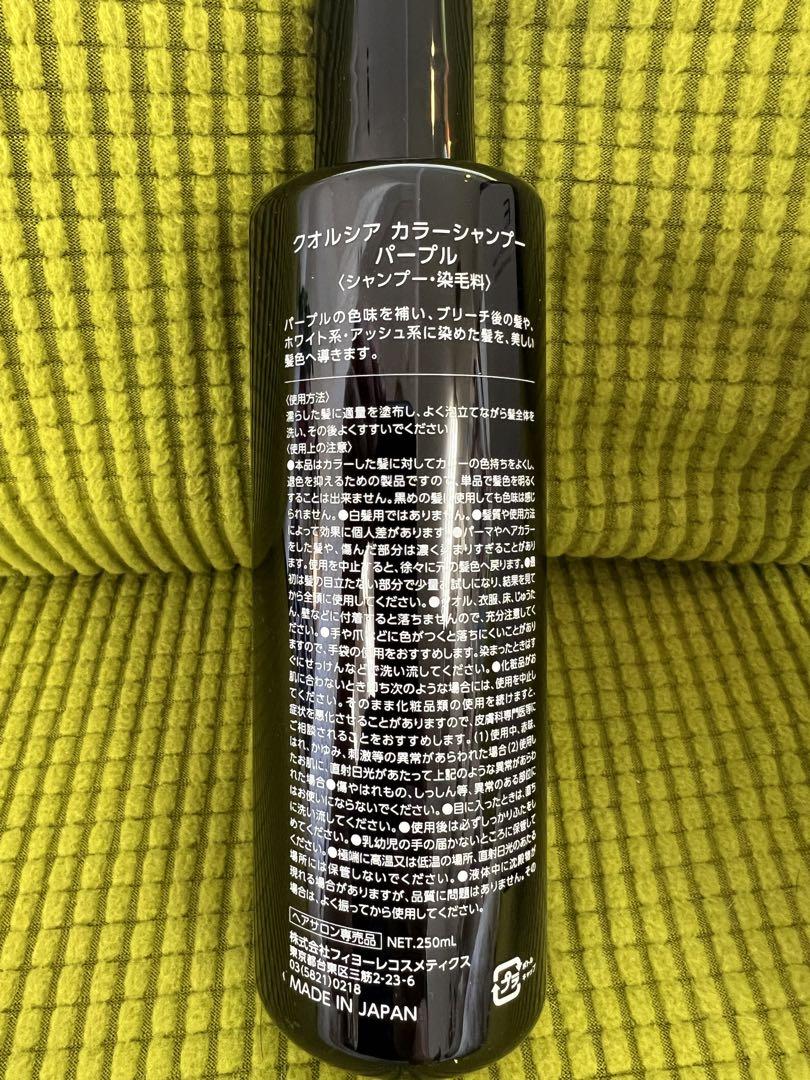 クオルシア カラーシャンプー
パープル
〈シャンプー・染毛料〉
パープルの色味を補い、ブリーチ後の髪や、
ホワイト系・アッシュ系に染めた髪を、美しい
髪色へ導きます。
〈使用方法〉
濡らした髪に適量を塗布し、よく泡立てながら髪全体を
洗い、その後よくすすいでください
〈使用上の注意〉
●本品はカラーした髪に対してカラーの色持ちをよくし、
退色を抑えるための製品ですので、単品で髪色を明るく
することは出来ません。黒めの髪に使用しても色味は感じ
られません。●白髪用ではありません。●髪質や使用方法
によって効果に個人差があります●パーマやヘアカラー
をした髪や、傷んだ部分は濃く染まりすぎることがあり
ます。使用を中止すると、徐々に元の髪色へ戻ります。●最
初は髪の目立たない部分で少量お試しになり、結果を見て
から全頭に使用してください。●タオル、衣服、床、じゅうた
ん、壁などに付着すると落ちませんので、充分注意してく
ださい。●手や爪などに色がつくと落ちにくいことがあり
ますので、手袋の使用をおすすめします。染まったときはす
ぐにせっけんなどで洗い流してください。●化粧品がお
肌に合わないとき即ち次のような場合には、使用を中止し
てください。そのまま化粧品類の使用を続けますと、
症状を悪化させることがありますので、皮膚科専門医等に
ご相談されることをおすすめします。(1)使用中、赤味、
はれ、かゆみ、刺激等の異常があらわれた場合(2)使用し
たお肌に、直射日光があたって上記のような異常があらわ
れた場合●傷やはれもの、しっしん等、異常のある部位に
はお使いにならないでください。●目に入ったときは、直ち
に洗い流してください。●使用後は必ずしっかりふたをし
めてください。●乳幼児の手の届かないところに保管して
ください。●極端に高温又は低温の場所、直射日光のあたる
場所には保管しないでください。●液体中に沈殿物が
現れる場合がありますが、品質に問題はありません。その
場合は、よく振ってから使用してください。
ヘアサロン専売品 NET.250mL
株式会社フィヨーレコスメティクス
東京都台東区三筋2-23-6
03(5821)0218
MADE IN JAPAN
プラ
ボトル
キャップ